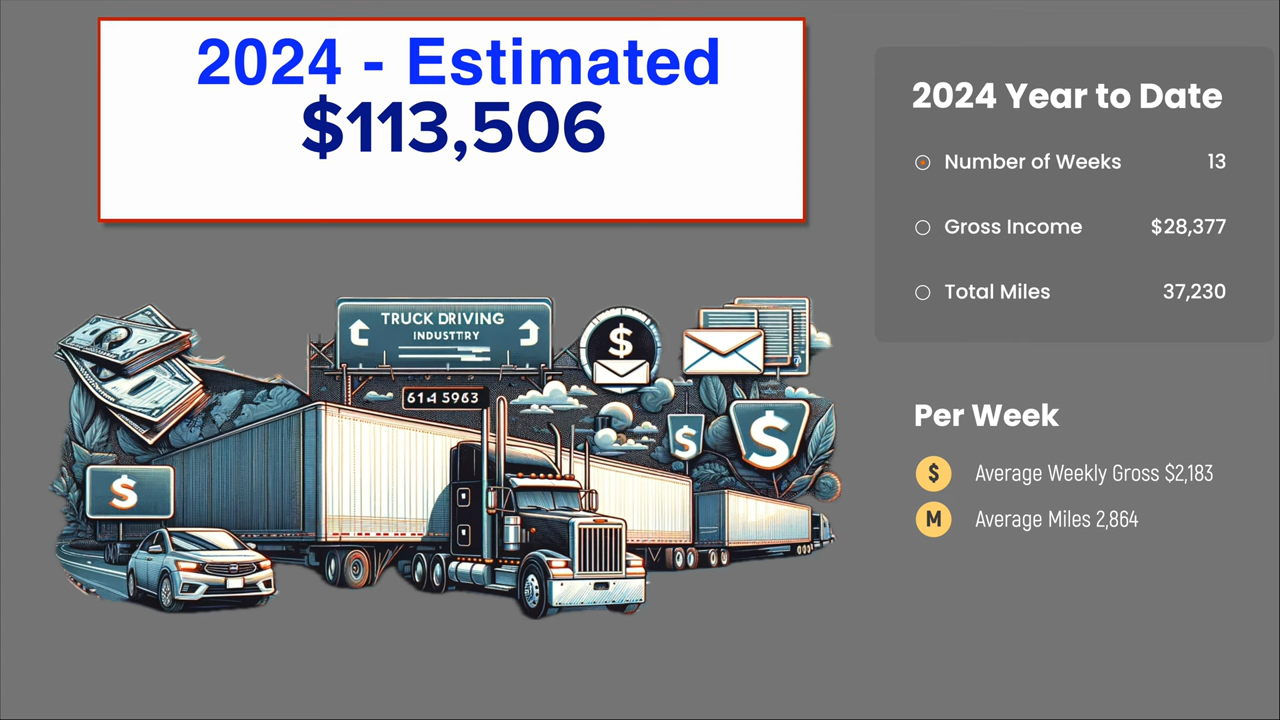 2024 - Estimated
$113,506
2024 Year to Date
Number of Weeks 13
Gross Income $28,377
Total Miles 37,230
TRUCK DRIVING
INDUSTTRY
614 5963
$
$
$
$
Per Week
$ Average Weekly Gross $2,183
M Average Miles 2,864